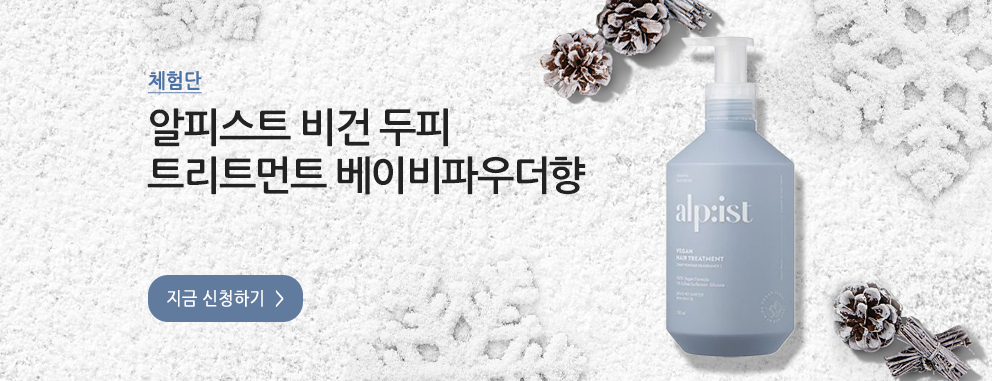 체험단
알피스트 비건 두피
트리트먼트 베이비파우더향
지금 신청하기 >
alp:ist
VEGAN
HAIR TREATMENT